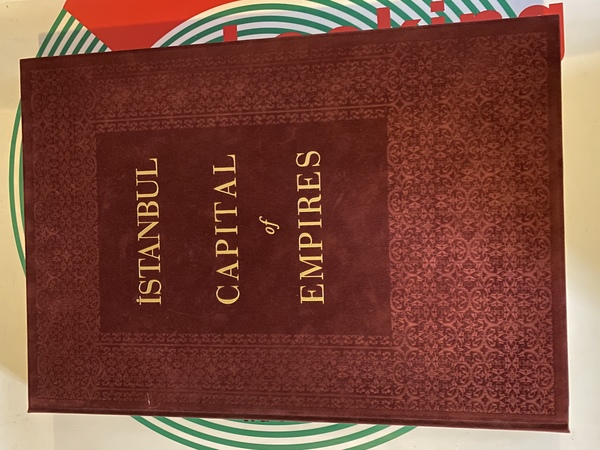 İSTANBUL
CAPITAL
of
EMPIRES